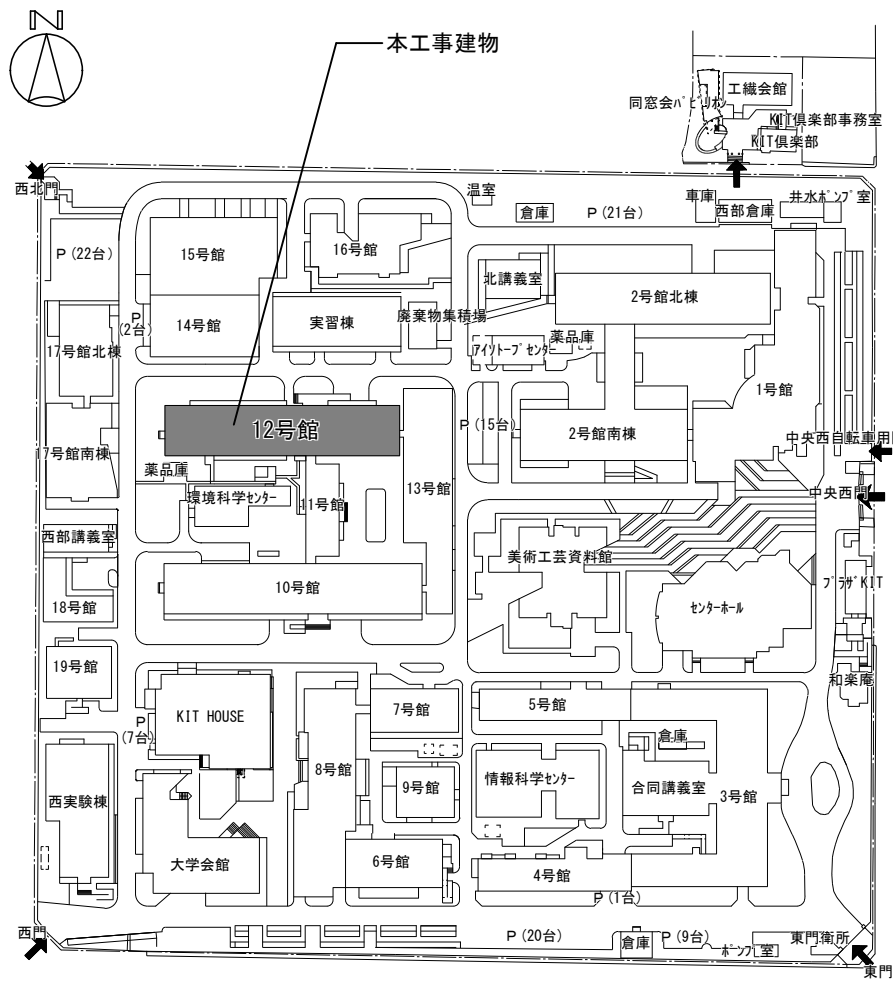 N
本工事建物
工繊会館
同窓会パビリオン
KIT倶楽部事務室
KIT倶楽部
西北門
温室
倉庫
P (21台)
車庫
西部倉庫
井水ポンプ室
P (22台)
15号館
16号館
北講義室
2号館北棟
P
(2台)
14号館
実習棟
廃棄物集積場
薬品庫
アイソトープセンター
17号館北棟
1号館
12号館
P (15台)
2号館南棟
中央西自転車用門
17号館南棟
薬品庫
環境科学センター
11号館
13号館
中央西門
西部講義室
美術工芸資料館
10号館
プラザKIT
18号館
センターホール
19号館
和楽庵
KIT HOUSE
7号館
5号館
P
(7台)
倉庫
8号館
西実験棟
9号館
情報科学センター
合同講義室
3号館
大学会館
6号館
4号館
P (1台)
西門
P (20台)
倉庫
P (9台)
ポンプ室
東門衛所
東門